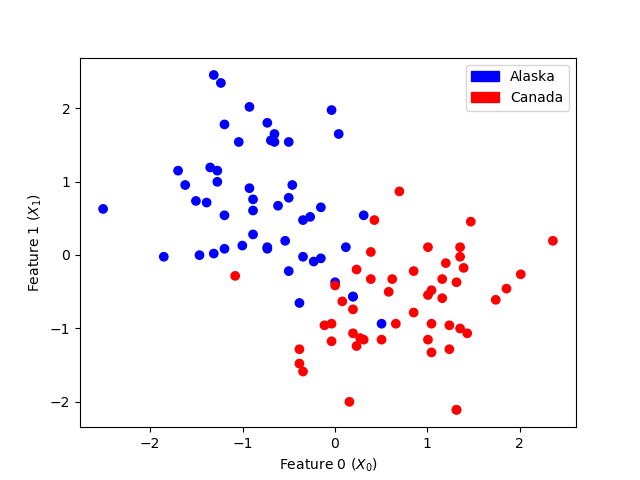 Alaska
Canada
2
1
0
−1
−2
Feature 1 (X₁)
−2
−1
0
1
2
Feature 0 (X₀)